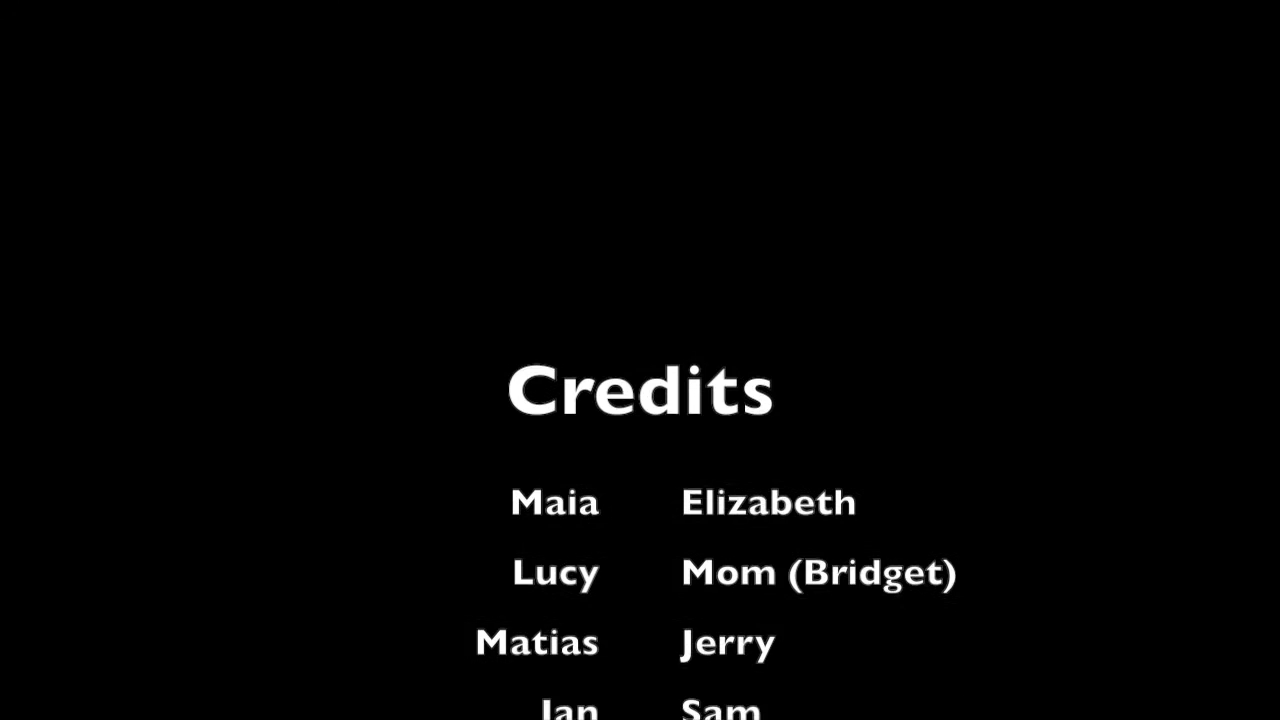 Credits
Maia Elizabeth
Lucy Mom (Bridget)
Matias Jerry
Sam